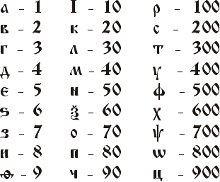 а - 1 І - 10 р - 100
в - 2 к - 20 с - 200
г - 3 л - 30 т - 300
д - 4 м - 40 ѵ - 400
є - 5 н - 50 ф - 500
ѕ - 6 ѯ - 60 х - 600
з - 7 о - 70 ѱ - 700
и - 8 п - 80 ѡ - 800
ѳ - 9 ч - 90 ц - 900